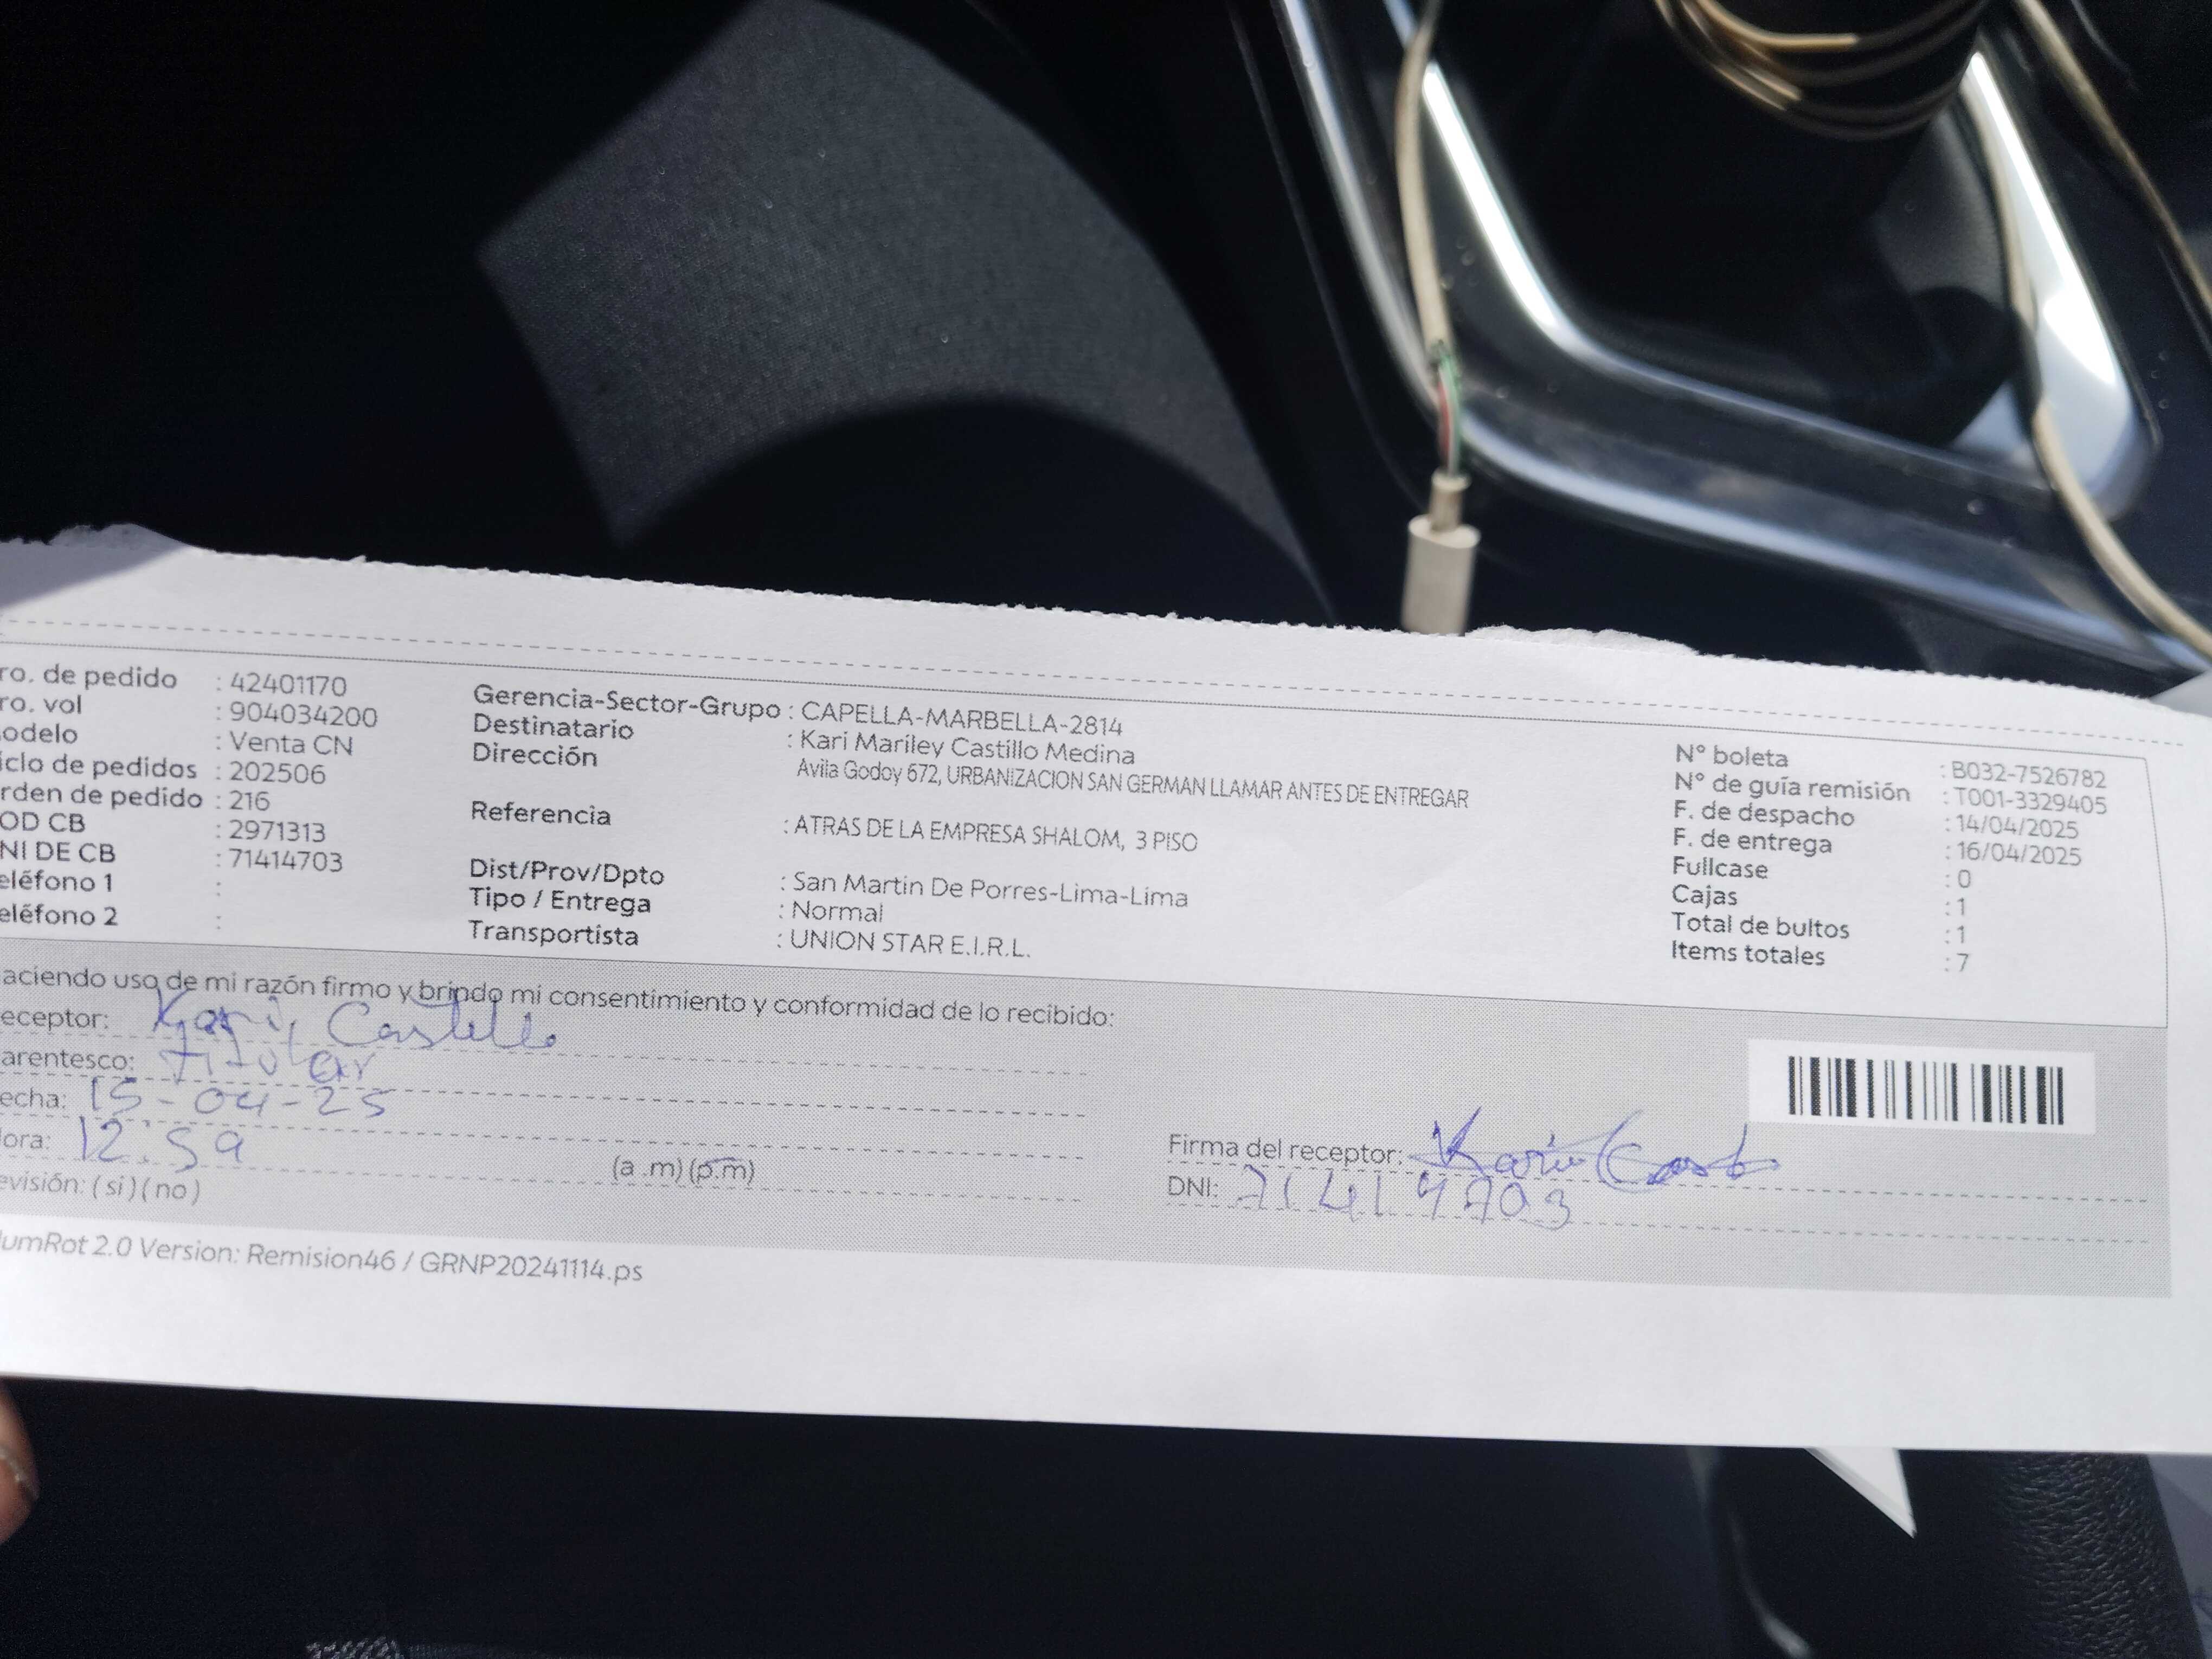 ro. de pedido : 42401170
ro. vol : 904034200
odelo : Venta CN
iclo de pedidos : 202506
rden de pedido : 216
OD CB : 2971313
NI DE CB : 71414703
eléfono 1 :
eléfono 2 :
Gerencia-Sector-Grupo : CAPELLA-MARBELLA-2814
Destinatario : Kari Mariley Castillo Medina
Dirección Avila Godoy 672, URBANIZACION SAN GERMAN LLAMAR ANTES DE ENTREGAR
Referencia : ATRAS DE LA EMPRESA SHALOM, 3 PISO
Dist/Prov/Dpto : San Martin De Porres-Lima-Lima
Tipo / Entrega : Normal
Transportista : UNION STAR E.I.R.L.
N° boleta : B032-7526782
N° de guía remisión : T001-3329405
F. de despacho : 14/04/2025
F. de entrega : 16/04/2025
Fullcase : 0
Cajas : 1
Total de bultos : 1
Items totales : 7
aciendo uso de mi razón firmo y brindo mi consentimiento y conformidad de lo recibido:
eceptor: Kari Castillo
arentesco: titular
echa: 15-04-25
ora: 12:59 (a .m) (p.m)
evisión: ( si ) ( no )
Firma del receptor: Kari Cast
DNI: 71414703
umRot 2.0 Version: Remision46 / GRNP20241114.ps